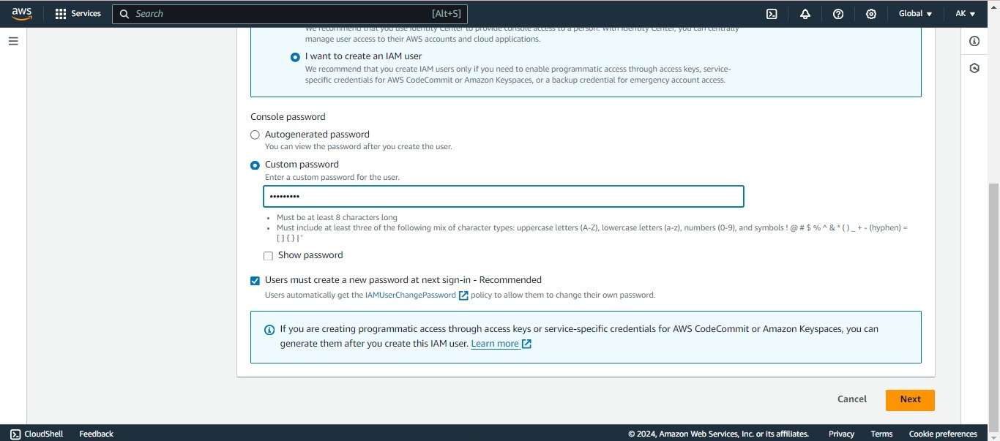 aws
Services
Search
[Alt+S]
Global
AK
We recommend that you use Identity Center to provide console access to a person. With Identity Center, you can centrally
manage user access to their AWS accounts and cloud applications.
I want to create an IAM user
We recommend that you create IAM users only if you need to enable programmatic access through access keys, service-
specific credentials for AWS CodeCommit or Amazon Keyspaces, or a backup credential for emergency account access.
Console password
Autogenerated password
You can view the password after you create the user.
Custom password
Enter a custom password for the user.
•••••••••
• Must be at least 8 characters long
• Must include at least three of the following mix of character types: uppercase letters (A-Z), lowercase letters (a-z), numbers (0-9), and symbols ! @ # $ % ^ & * ( ) _ + - (hyphen) =
[ ] { } | '
Show password
Users must create a new password at next sign-in - Recommended
Users automatically get the IAMUserChangePassword policy to allow them to change their own password.
If you are creating programmatic access through access keys or service-specific credentials for AWS CodeCommit or Amazon Keyspaces, you can
generate them after you create this IAM user. Learn more
Cancel
Next
CloudShell
Feedback
© 2024, Amazon Web Services, Inc. or its affiliates.
Privacy
Terms
Cookie preferences